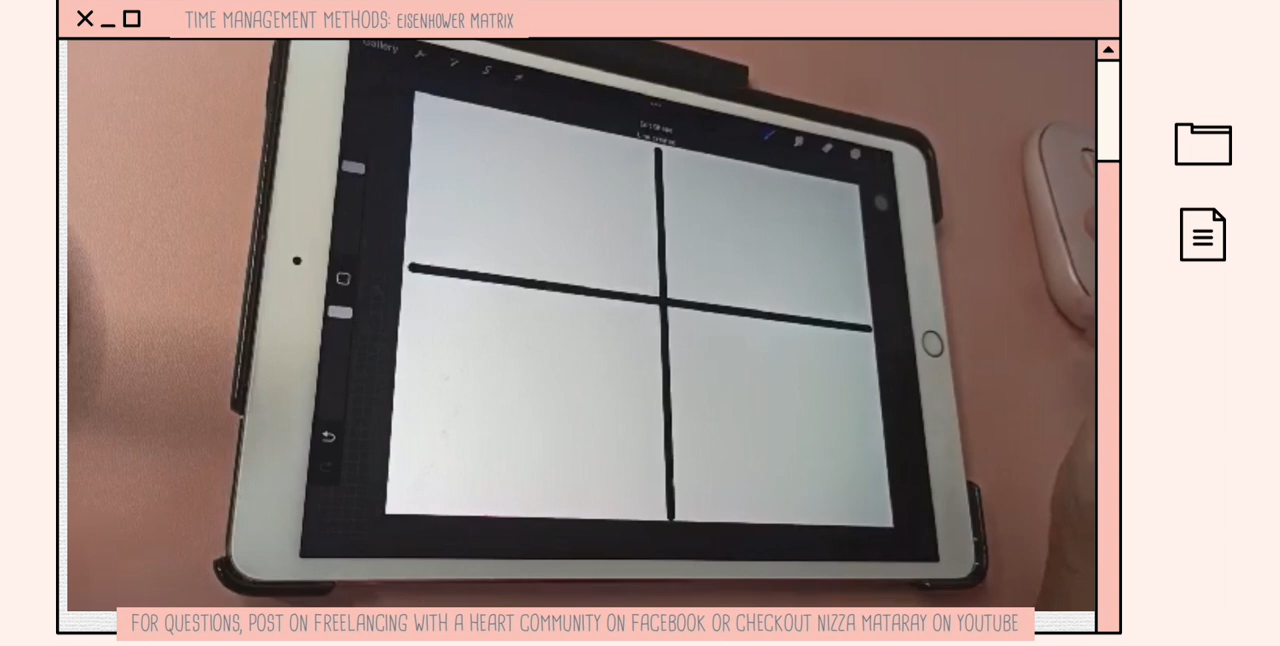 TIME MANAGEMENT METHODS: EISENHOWER MATRIX
Gallery
FOR QUESTIONS, POST ON FREELANCING WITH A HEART COMMUNITY ON FACEBOOK OR CHECKOUT NIZZA MATARAY ON YOUTUBE